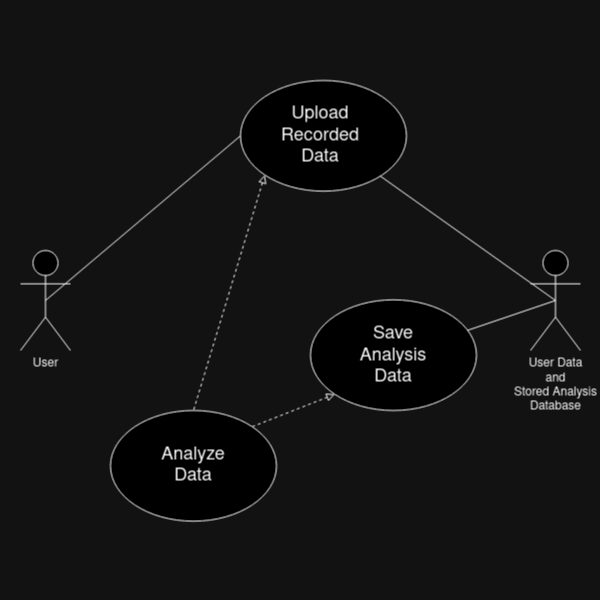 Upload
Recorded
Data
User
Save
Analysis
Data
User Data
and
Stored Analysis
Database
Analyze
Data